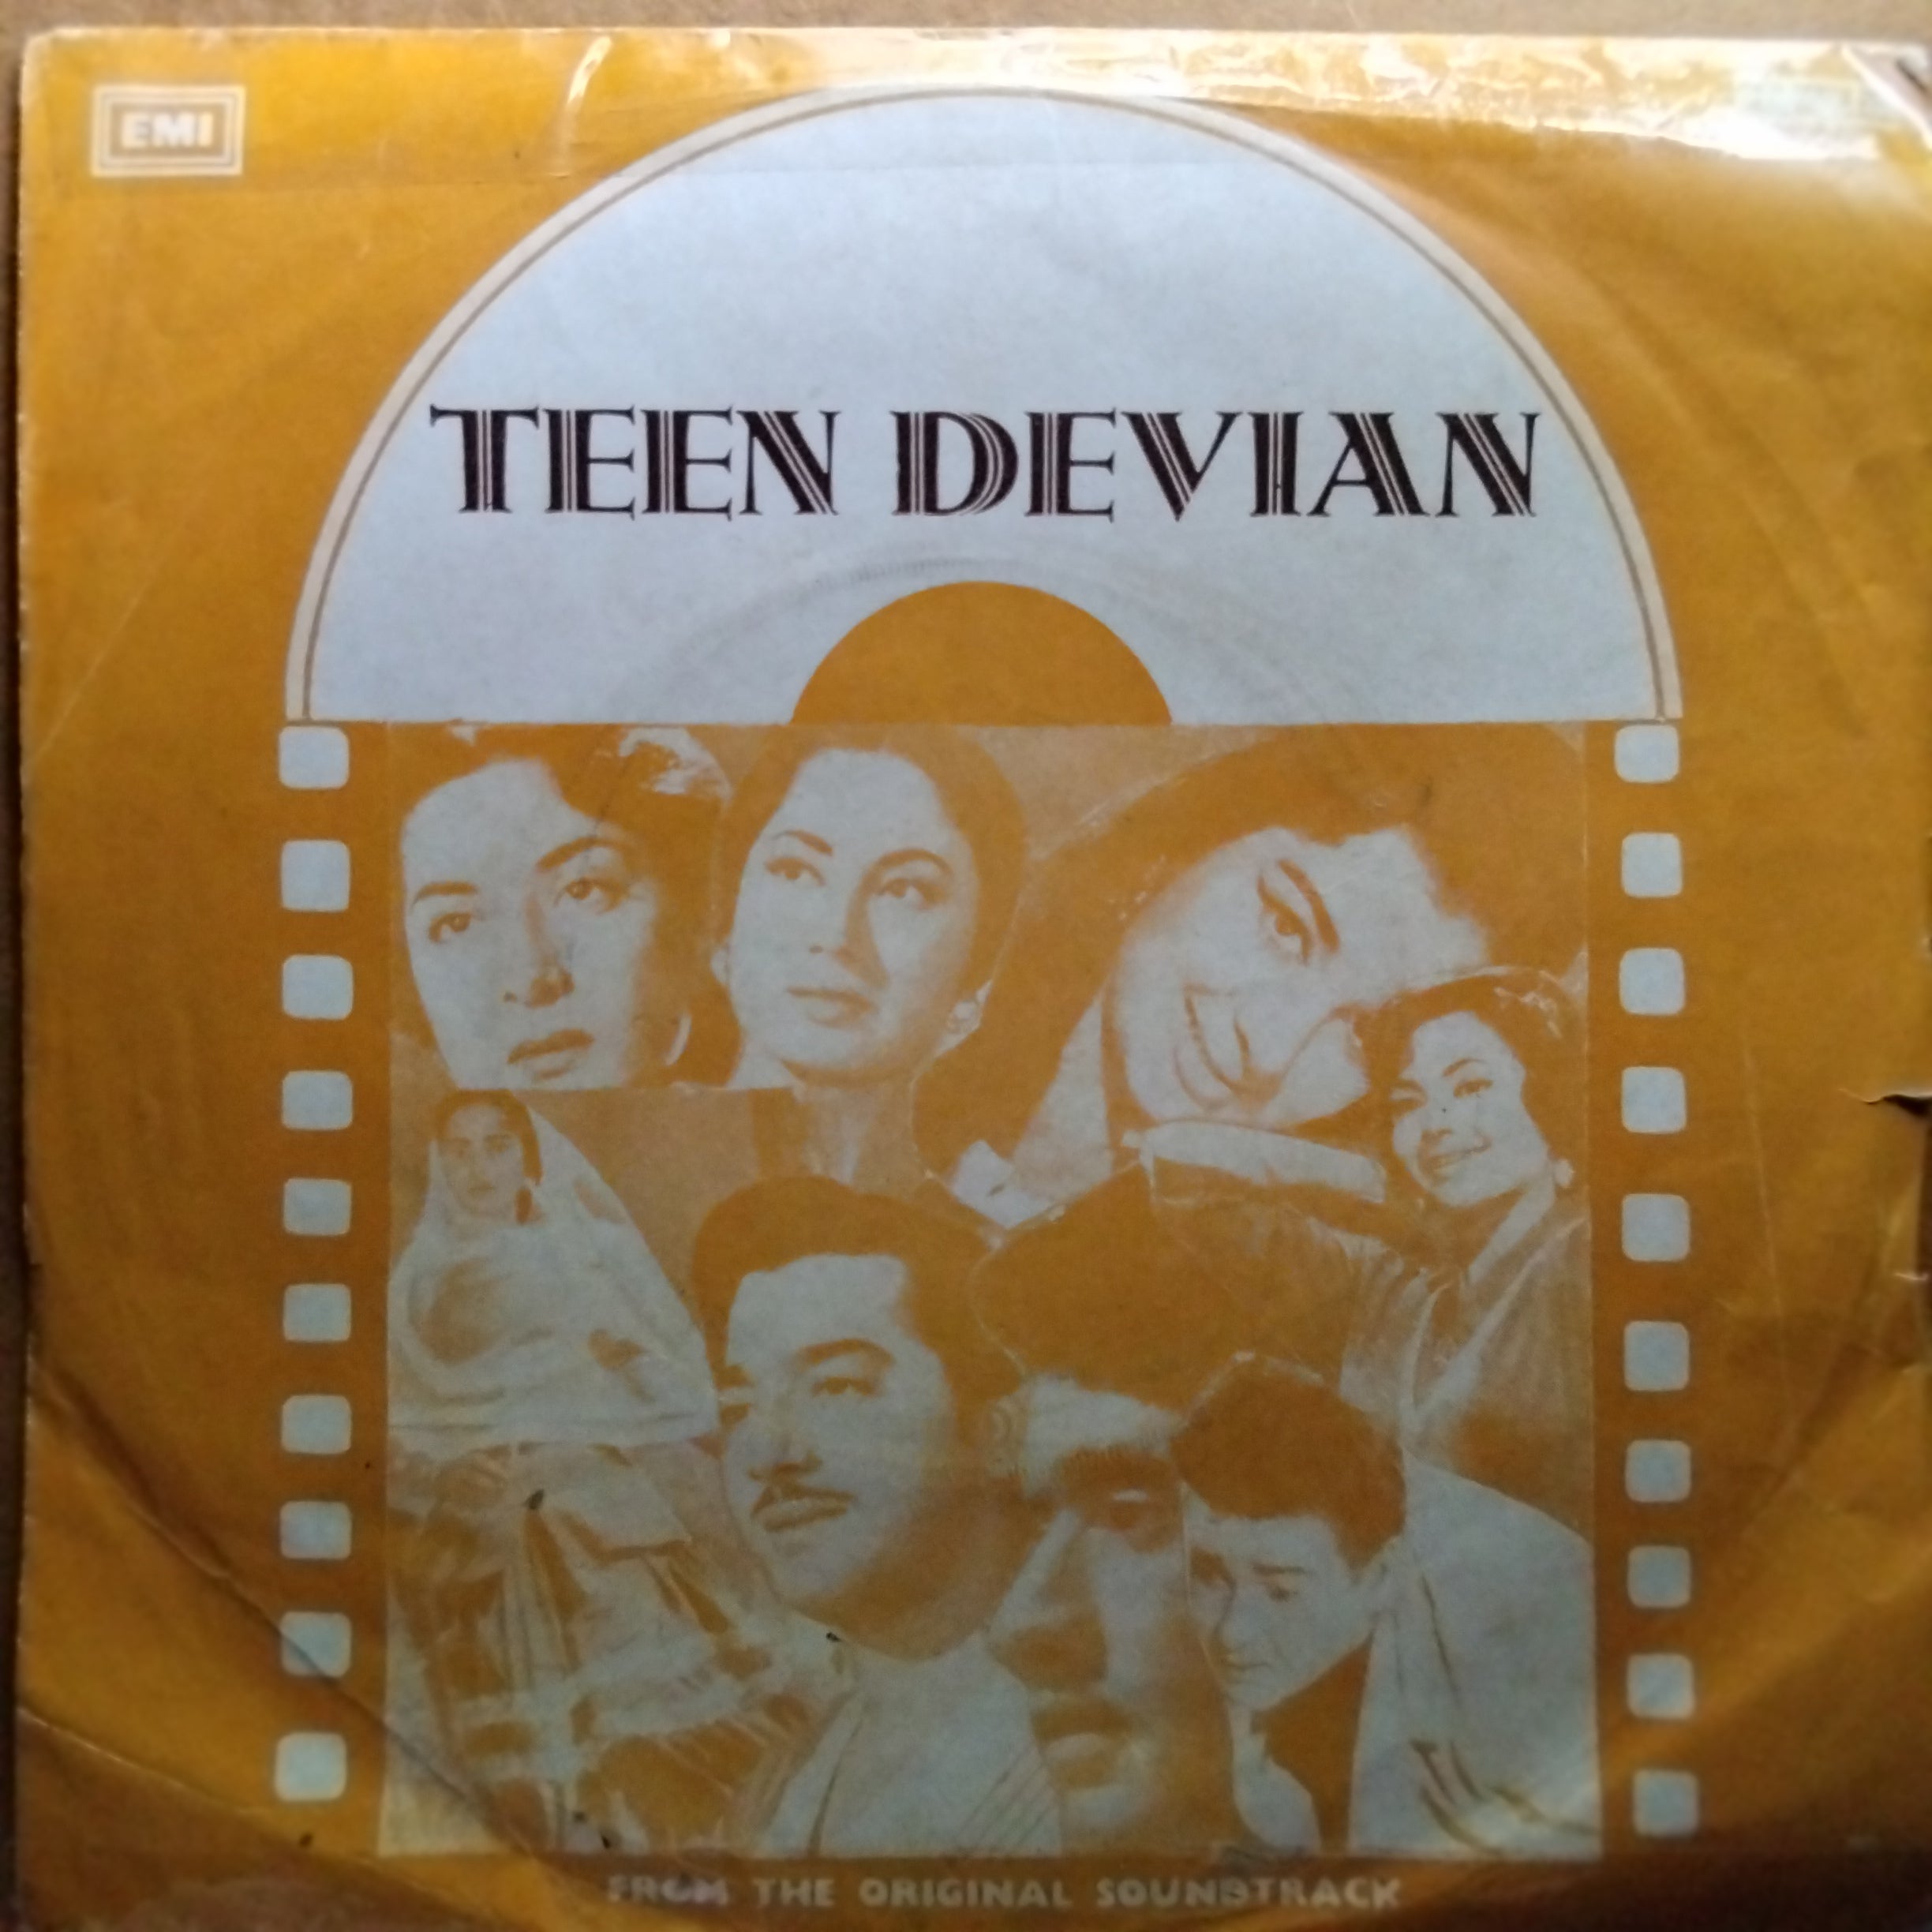 EMI
TEEN DEVIAN
FROM THE ORIGINAL SOUNDTRACK